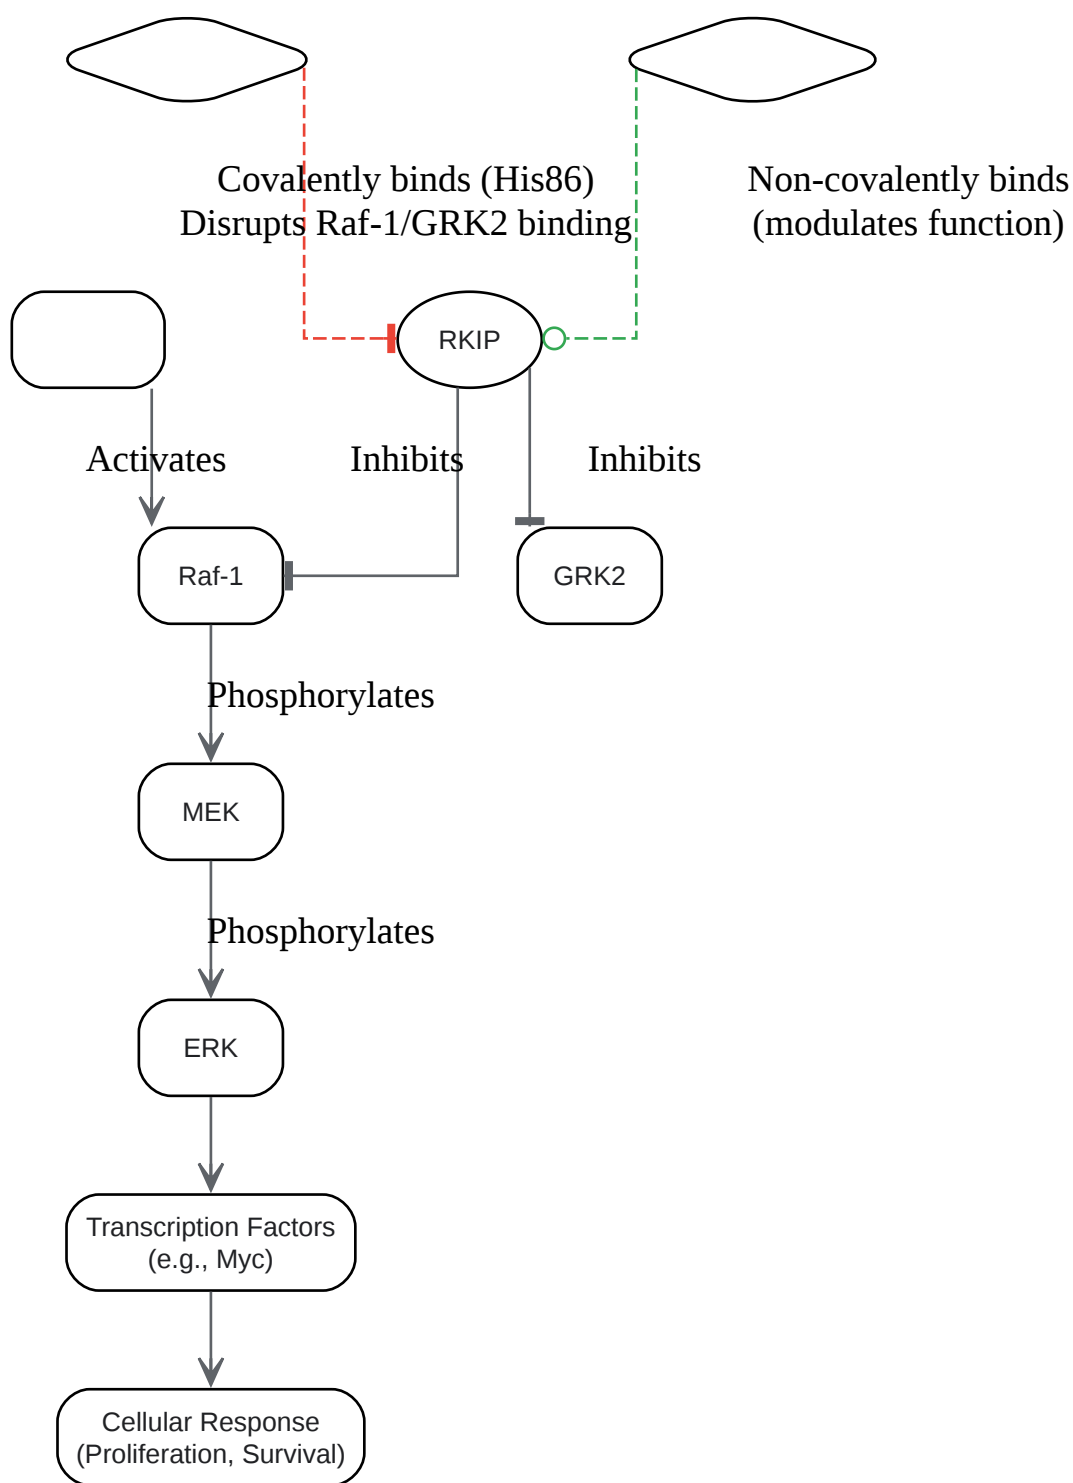 Covalently binds (His86)
Disrupts Raf-1/GRK2 binding
Non-covalently binds
(modulates function)
RKIP
Activates
Inhibits
Inhibits
Raf-1
GRK2
Phosphorylates
MEK
Phosphorylates
ERK
Transcription Factors
(e.g., Myc)
Cellular Response
(Proliferation, Survival)